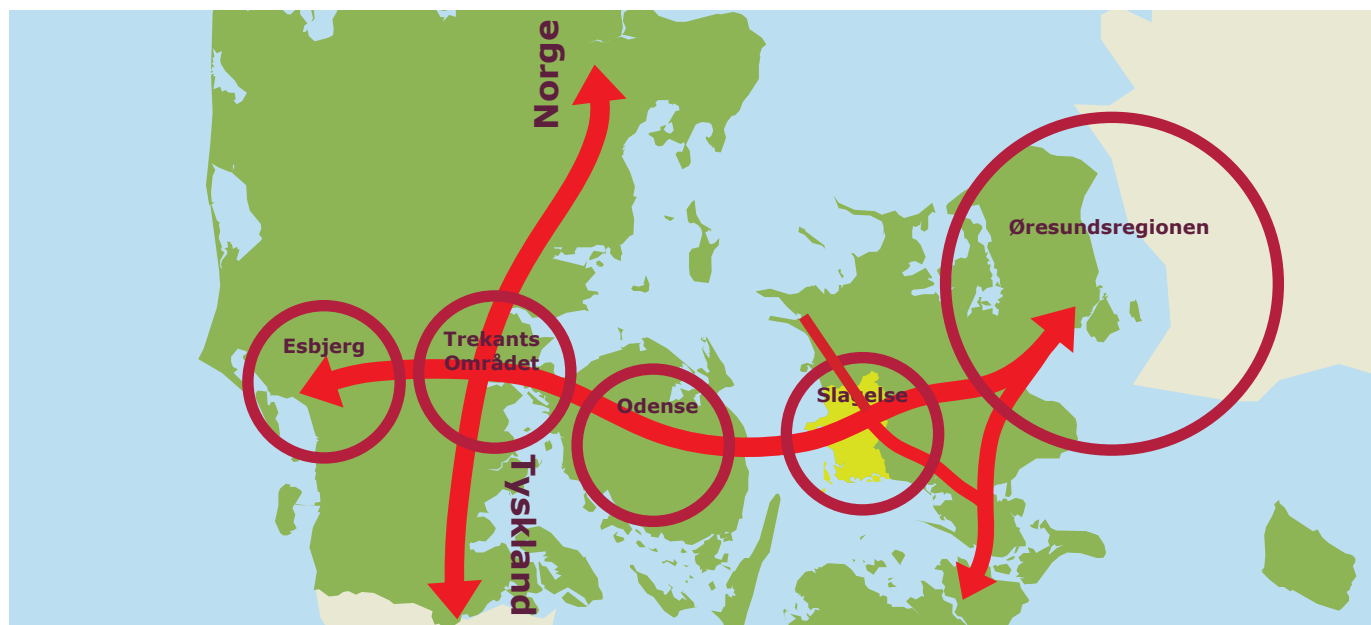 Norge
Øresundsregionen
Esbjerg
Trekants
Området
Odense
Slagelse
Tyskland